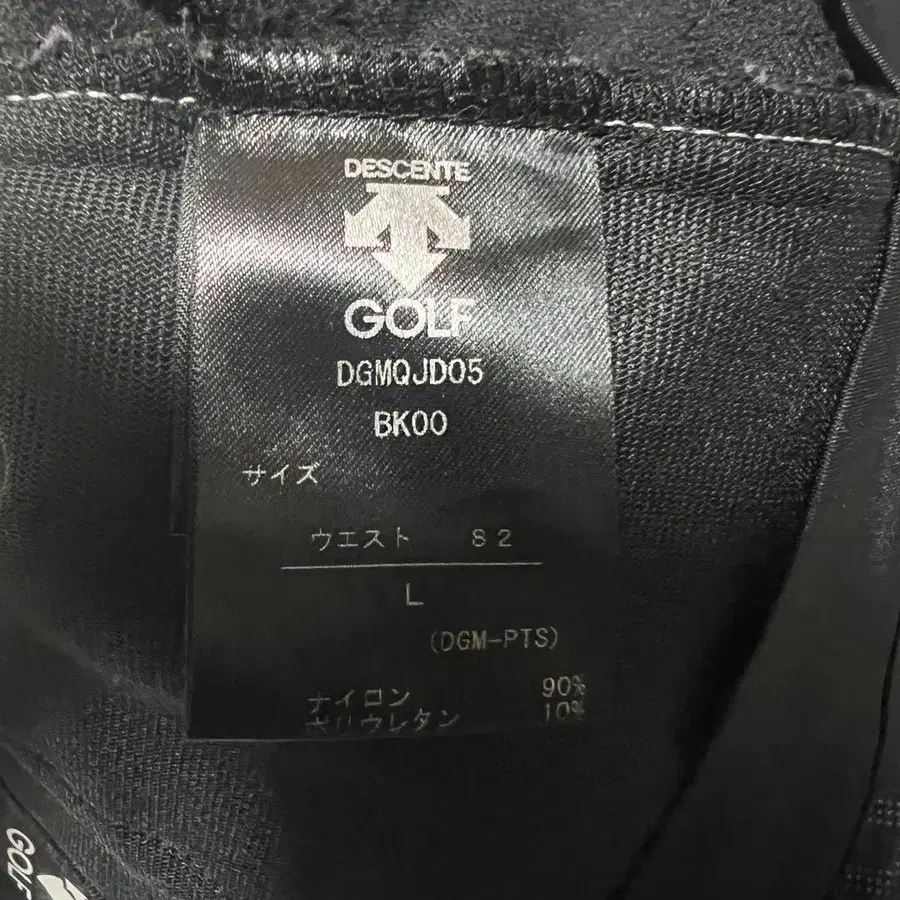 DESCENTE
GOLF
DGMQJD05
BK00
サイズ
ウエスト 82
L
(DGM-PTS)
ナイロン 90%
ポリウレタン 10%
GOLF